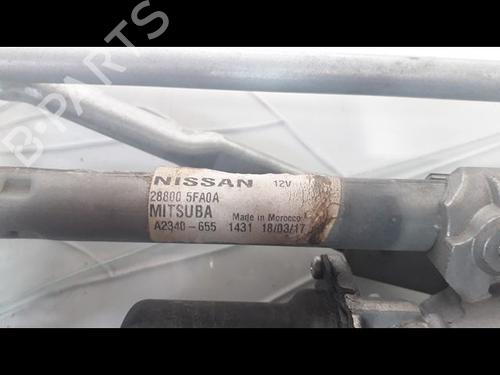 NISSAN 12V
28800 5FA0A
MITSUBA Made in Morocco
A2340-655 1431 18/03/17
B-PARTS